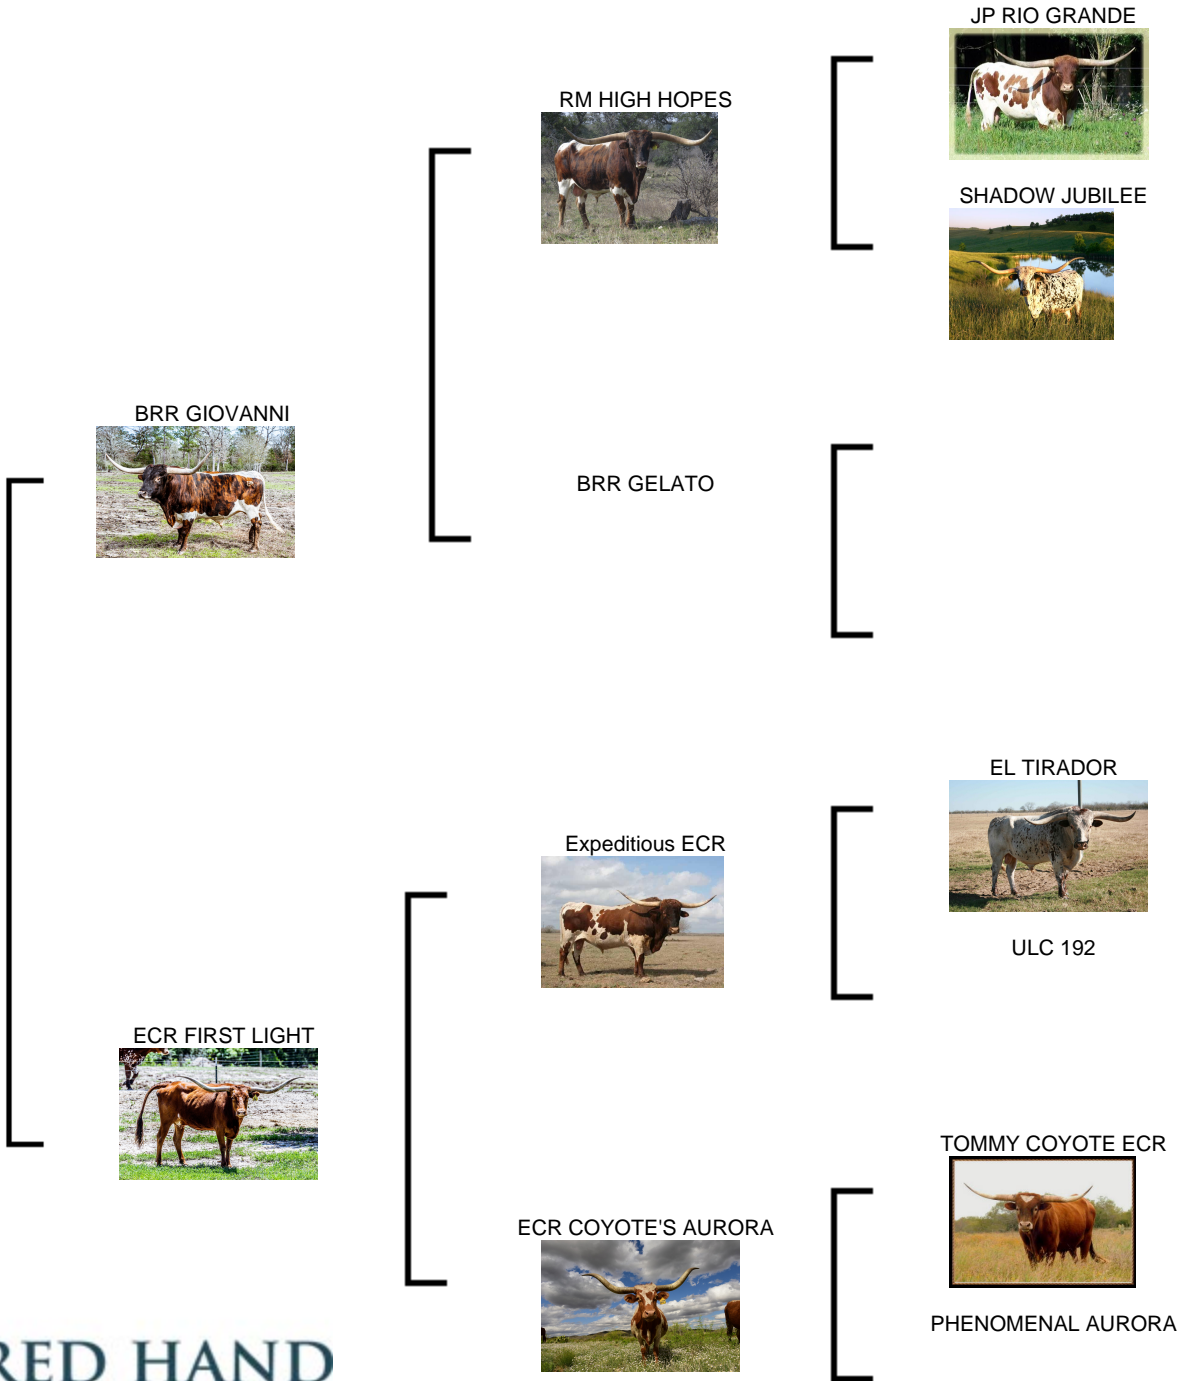 JP RIO GRANDE
RM HIGH HOPES
SHADOW JUBILEE
BRR GIOVANNI
BRR GELATO
EL TIRADOR
Expeditious ECR
ULC 192
ECR FIRST LIGHT
TOMMY COYOTE ECR
ECR COYOTE'S AURORA
PHENOMENAL AURORA
RED HAND